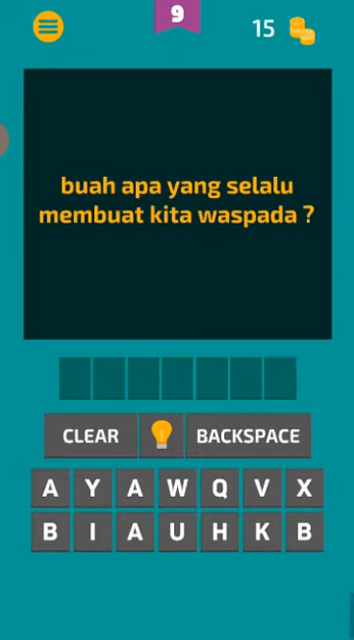 9
15
buah apa yang selalu
membuat kita waspada ?
CLEAR
BACKSPACE
A Y A W Q V X
B I A U H K B